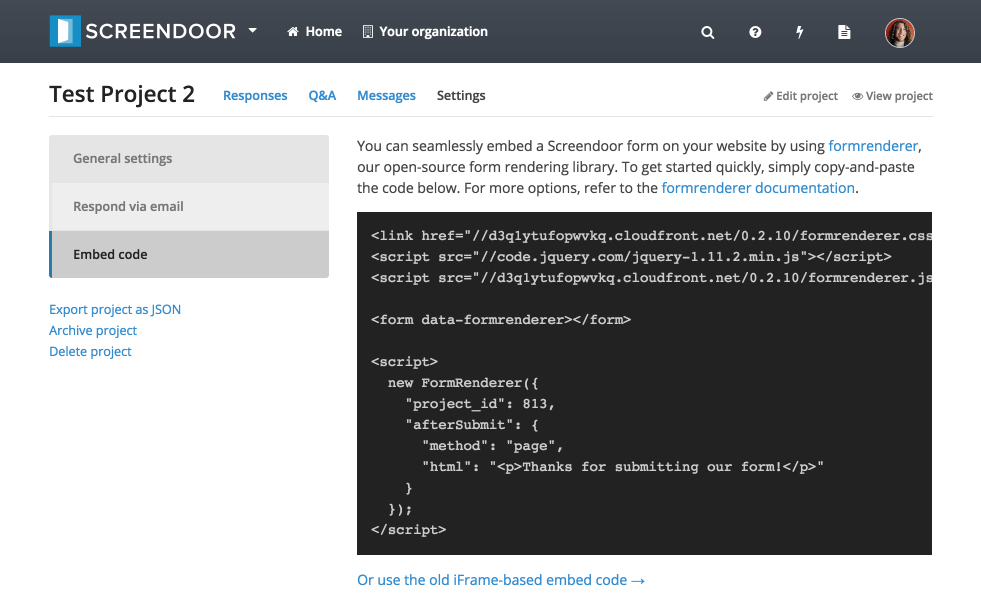 SCREENDOOR Home Your organization
Test Project 2 Responses Q&A Messages Settings Edit project View project
General settings
Respond via email
Embed code
Export project as JSON
Archive project
Delete project
You can seamlessly embed a Screendoor form on your website by using formrenderer,
our open-source form rendering library. To get started quickly, simply copy-and-paste
the code below. For more options, refer to the formrenderer documentation.
<link href="//d3q1ytufopwvkq.cloudfront.net/0.2.10/formrenderer.css
<script src="//code.jquery.com/jquery-1.11.2.min.js"></script>
<script src="//d3q1ytufopwvkq.cloudfront.net/0.2.10/formrenderer.js
<form data-formrenderer></form>
<script>
new FormRenderer({
"project_id": 813,
"afterSubmit": {
"method": "page",
"html": "<p>Thanks for submitting our form!</p>"
}
});
</script>
Or use the old iFrame-based embed code →